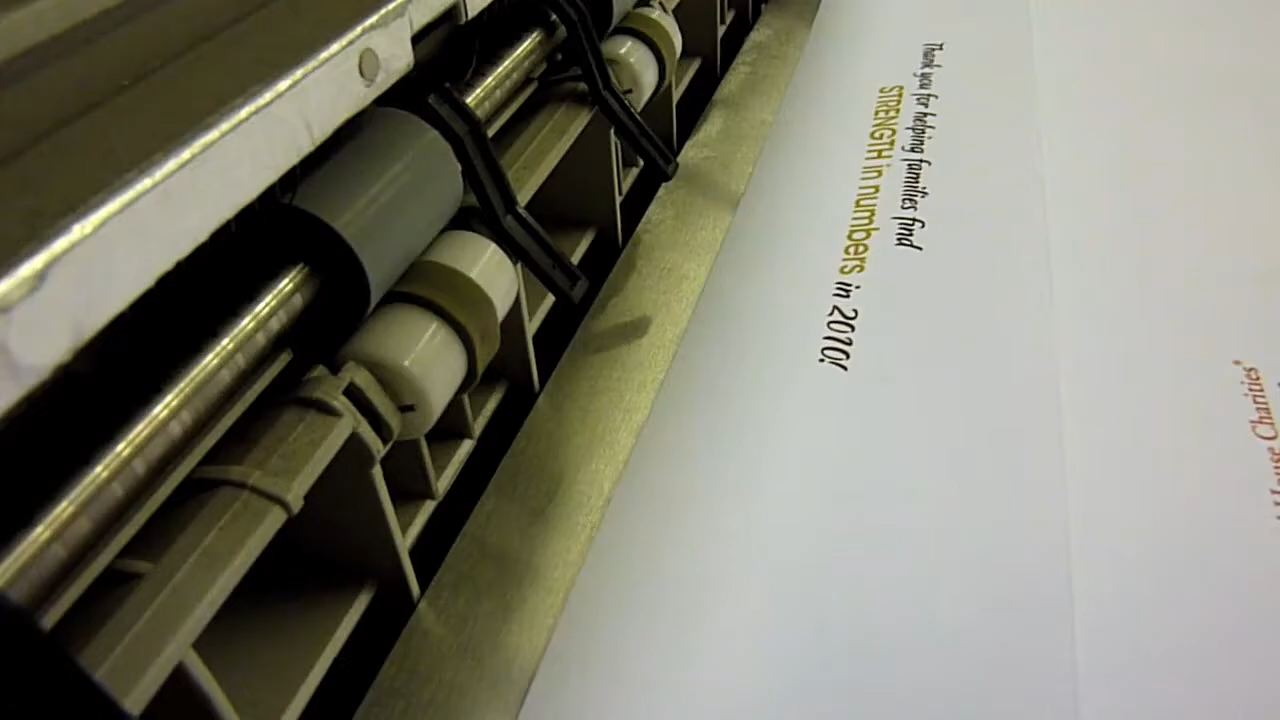 Thank you for helping families find
STRENGTH in numbers in 2010!
House Charities®